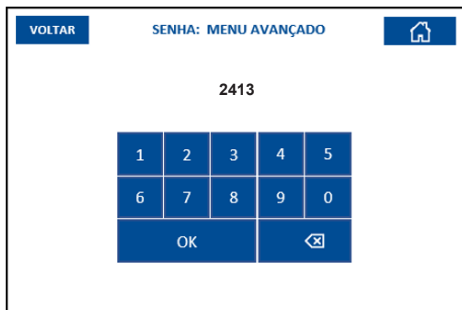 VOLTAR SENHA: MENU AVANÇADO
2413
1 2 3 4 5
6 7 8 9 0
OK